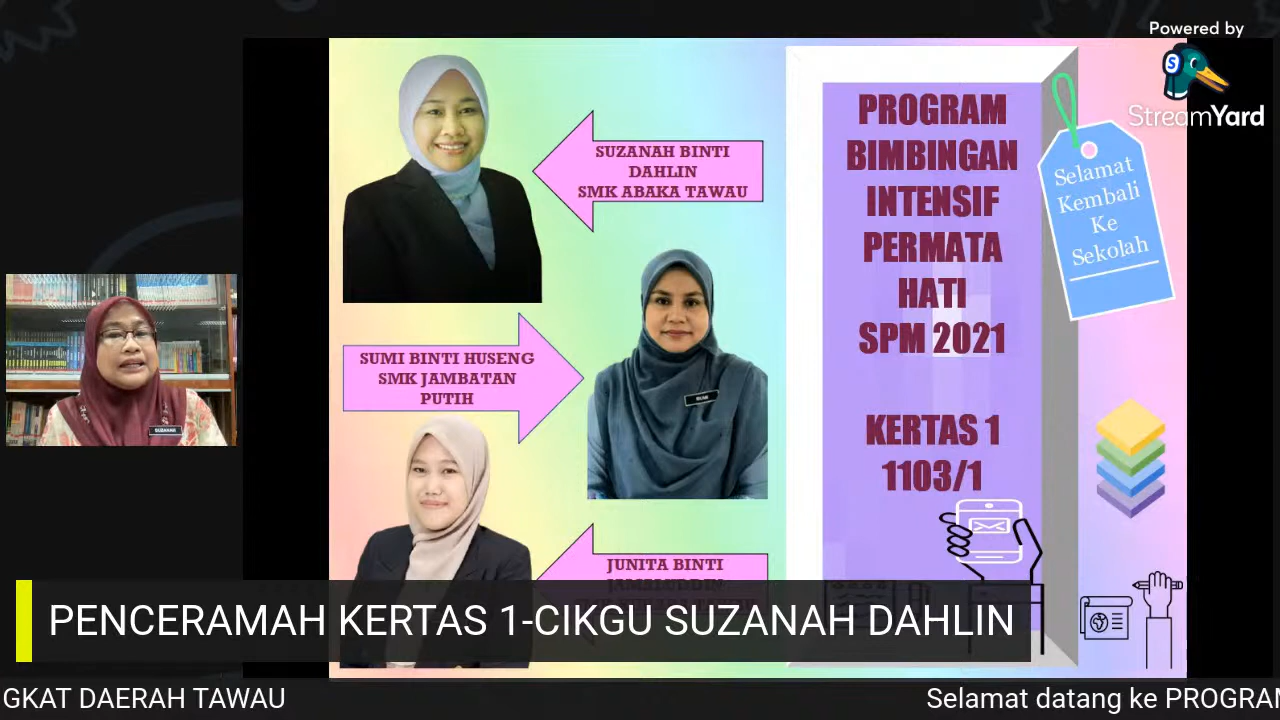 Powered by
StreamYard
SUZANAH BINTI
DAHLIN
SMK ABAKA TAWAU
SUMI BINTI HUSENG
SMK JAMBATAN
PUTIH
JUNITA BINTI
PROGRAM
BIMBINGAN
INTENSIF
PERMATA
HATI
SPM 2021
KERTAS 1
1103/1
Selamat
Kembali
Ke
Sekolah
SUZANAH
PENCERAMAH KERTAS 1-CIKGU SUZANAH DAHLIN
GKAT DAERAH TAWAU
Selamat datang ke PROGRAM